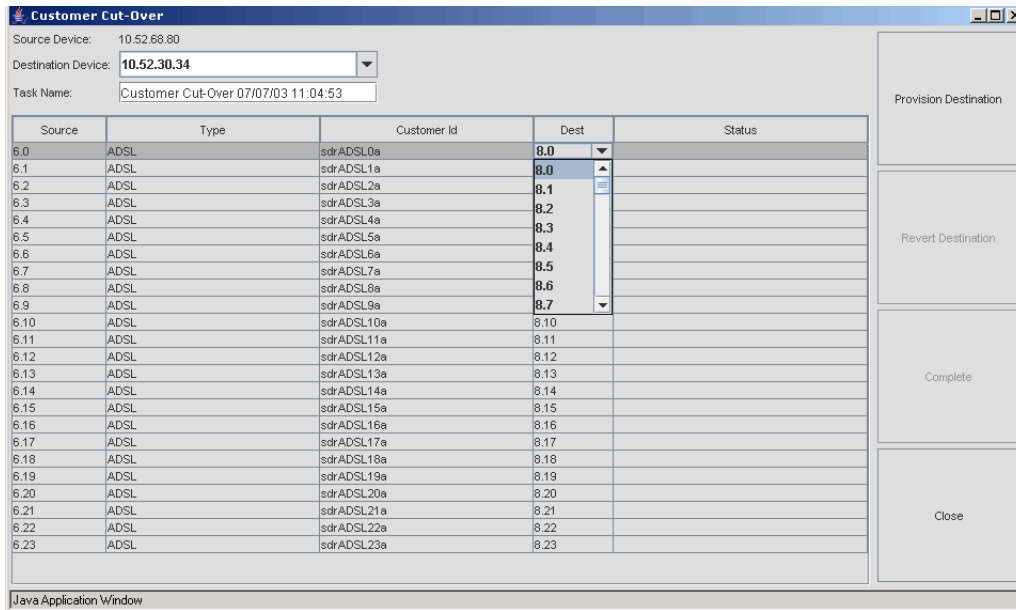 Customer Cut-Over
Source Device: 10.52.68.80
Destination Device: 10.52.30.34
Task Name: Customer Cut-Over 07/07/03 11:04:53
Source Type Customer Id Dest Status
6.0 ADSL sdrADSL0a 8.0
6.1 ADSL sdrADSL1a 8.0
6.2 ADSL sdrADSL2a 8.1
6.3 ADSL sdrADSL3a 8.2
6.4 ADSL sdrADSL4a 8.3
6.5 ADSL sdrADSL5a 8.4
6.6 ADSL sdrADSL6a 8.5
6.7 ADSL sdrADSL7a 8.6
6.8 ADSL sdrADSL8a 8.7
6.9 ADSL sdrADSL9a
6.10 ADSL sdrADSL10a 8.10
6.11 ADSL sdrADSL11a 8.11
6.12 ADSL sdrADSL12a 8.12
6.13 ADSL sdrADSL13a 8.13
6.14 ADSL sdrADSL14a 8.14
6.15 ADSL sdrADSL15a 8.15
6.16 ADSL sdrADSL16a 8.16
6.17 ADSL sdrADSL17a 8.17
6.18 ADSL sdrADSL18a 8.18
6.19 ADSL sdrADSL19a 8.19
6.20 ADSL sdrADSL20a 8.20
6.21 ADSL sdrADSL21a 8.21
6.22 ADSL sdrADSL22a 8.22
6.23 ADSL sdrADSL23a 8.23
Provision Destination
Revert Destination
Complete
Close
Java Application Window